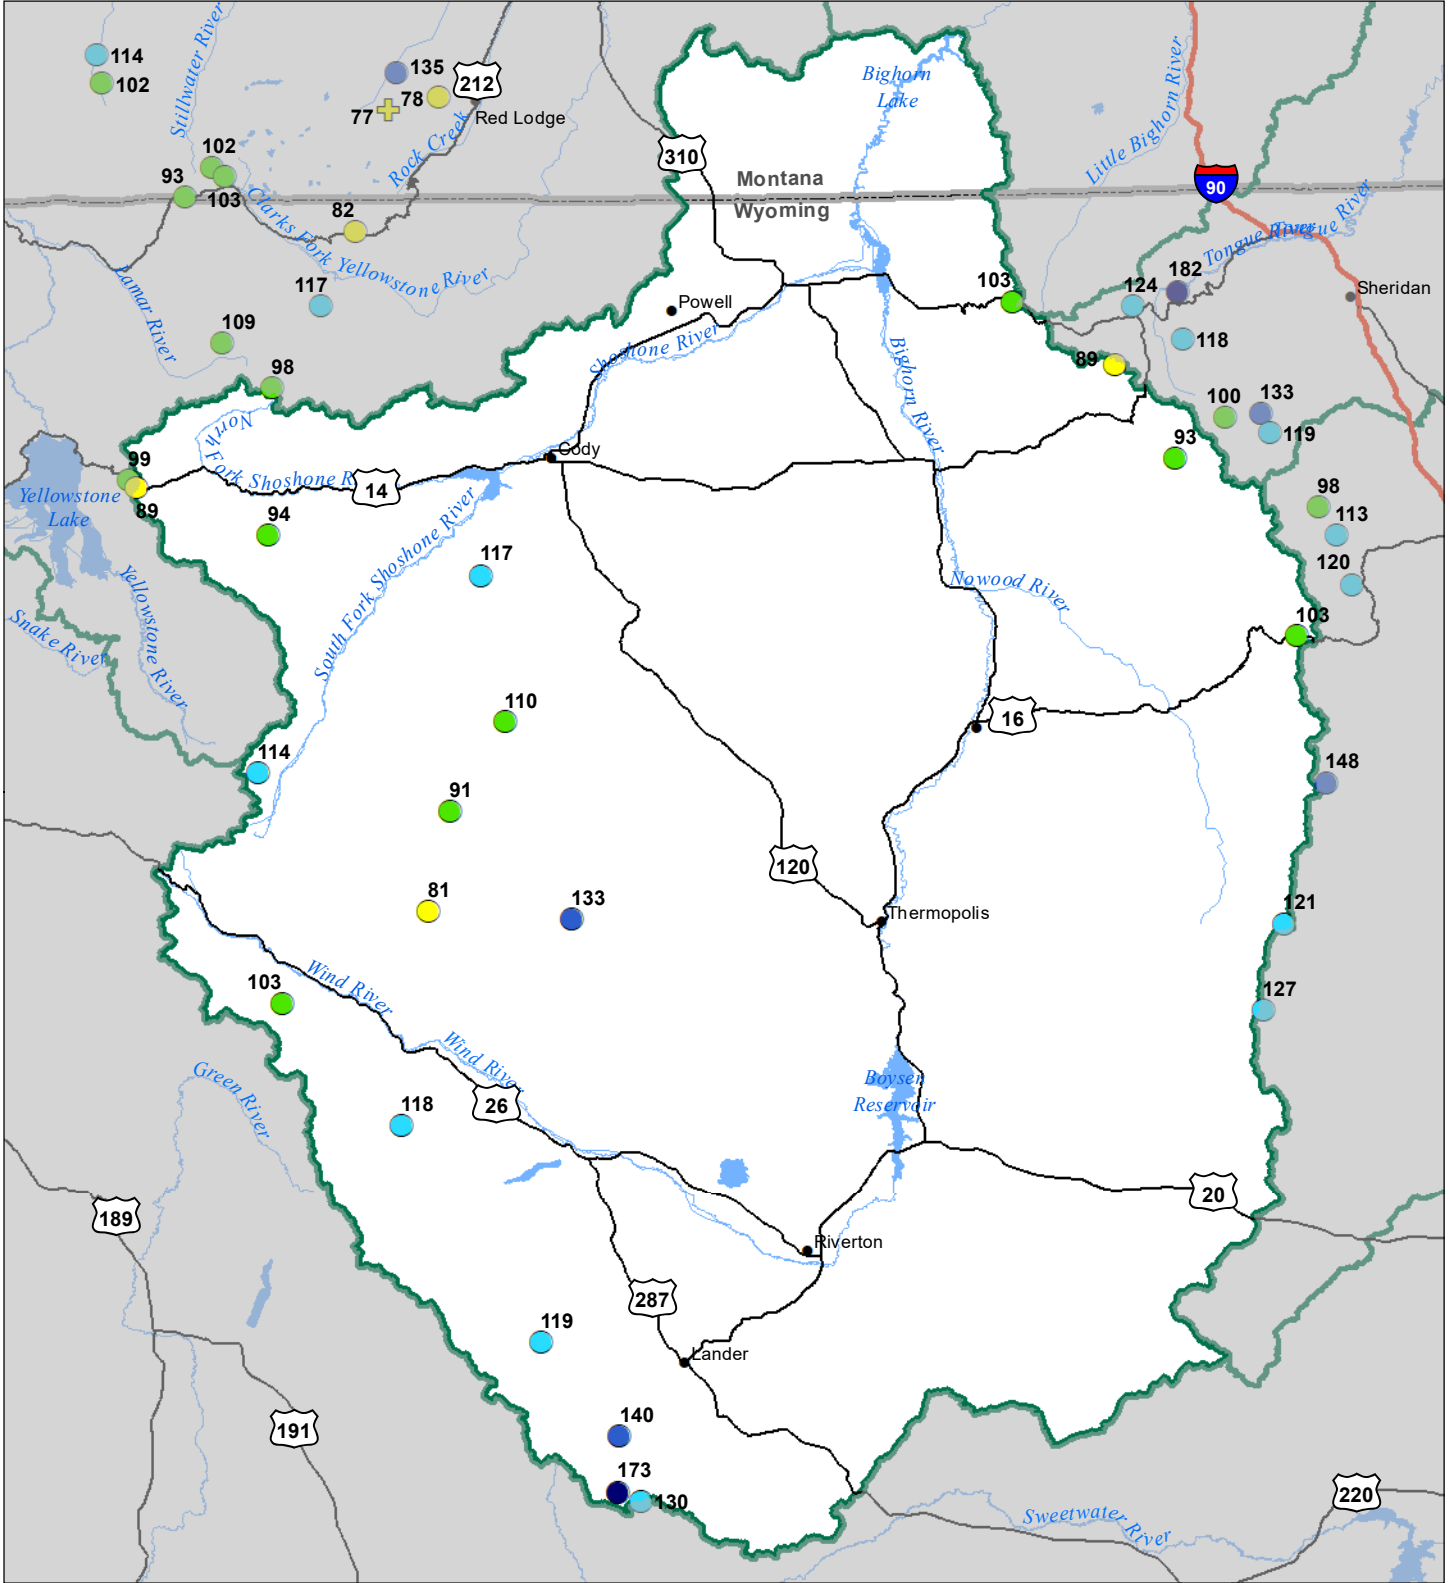 114
102
Stillwater River
135
78
77
212
Red Lodge
Rock Creek
Bighorn
Lake
Little Bighorn River
310
102
93
103
Montana
Wyoming
90
82
Clarks Fork Yellowstone River
Tongue River
Tongue River
Lamar River
117
109
98
Powell
Shoshone River
Bighorn River
103
124
182
Sheridan
118
89
100
133
119
93
North
Fork Shoshone R
14
Cody
99
89
Yellowstone
Lake
94
98
113
120
117
South Fork Shoshone River
Nowood River
Yellowstone River
Snake River
103
110
16
114
148
91
120
81
133
Thermopolis
121
127
103
Wind River
Wind River
Green River
Boysen
Reservoir
118
26
189
20
Riverton
287
119
Lander
191
140
173
130
220
Sweetwater River